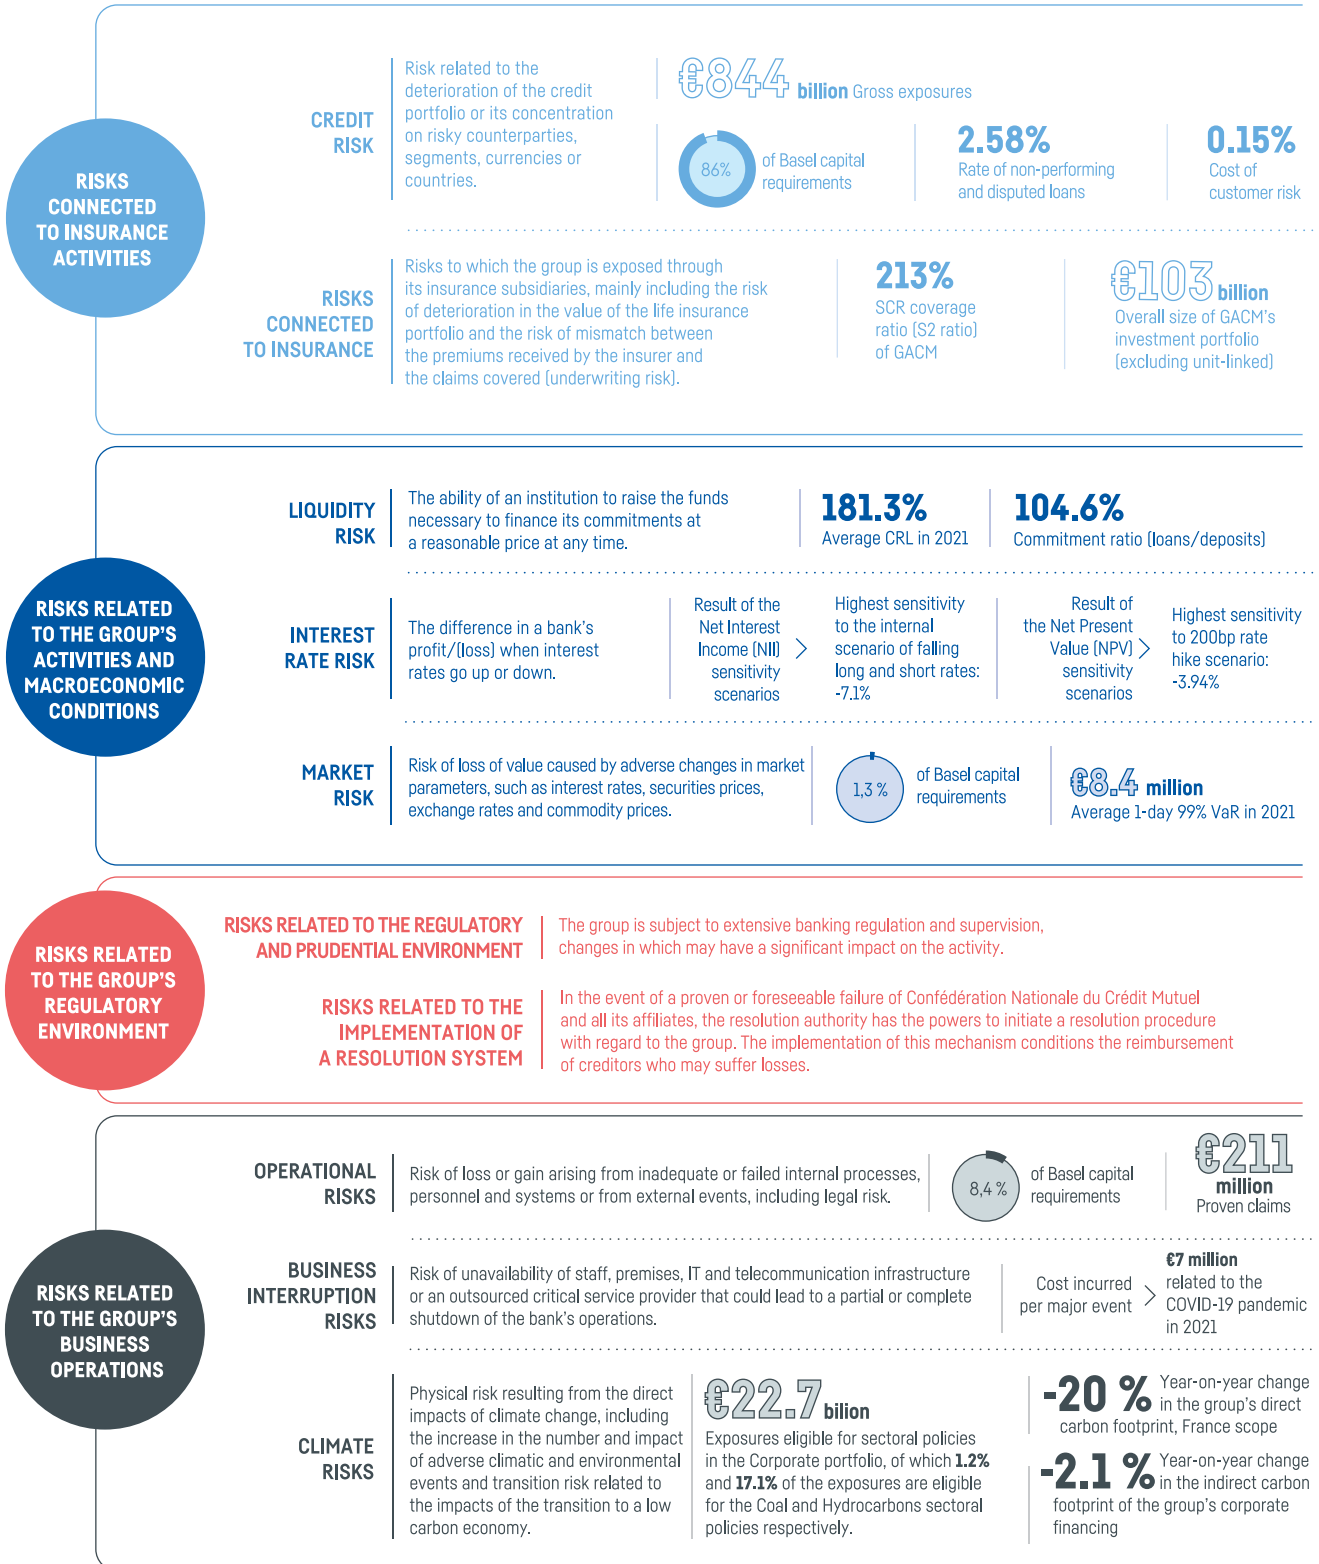 RISKS
CONNECTED
TO INSURANCE
ACTIVITIES
CREDIT
RISK
Risk related to the
deterioration of the credit
portfolio or its concentration
on risky counterparties,
segments, currencies or
countries.
€844 billion Gross exposures
86%
of Basel capital
requirements
2.58%
Rate of non-performing
and disputed loans
0.15%
Cost of
customer risk
RISKS
CONNECTED
TO INSURANCE
Risks to which the group is exposed through
its insurance subsidiaries, mainly including the risk
of deterioration in the value of the life insurance
portfolio and the risk of mismatch between
the premiums received by the insurer and
the claims covered (underwriting risk).
213%
SCR coverage
ratio (S2 ratio)
of GACM
€103 billion
Overall size of GACM's
investment portfolio
(excluding unit-linked)
RISKS RELATED
TO THE GROUP'S
ACTIVITIES AND
MACROECONOMIC
CONDITIONS
LIQUIDITY
RISK
The ability of an institution to raise the funds
necessary to finance its commitments at
a reasonable price at any time.
181.3%
Average CRL in 2021
104.6%
Commitment ratio (loans/deposits)
INTEREST
RATE RISK
The difference in a bank's
profit/(loss) when interest
rates go up or down.
Result of the
Net Interest
Income (NII)
sensitivity
scenarios
Highest sensitivity
to the internal
scenario of falling
long and short rates:
-7.1%
Result of
the Net Present
Value (NPV)
sensitivity
scenarios
Highest sensitivity
to 200bp rate
hike scenario:
-3.94%
MARKET
RISK
Risk of loss of value caused by adverse changes in market
parameters, such as interest rates, securities prices,
exchange rates and commodity prices.
1,3 %
of Basel capital
requirements
€8.4 million
Average 1-day 99% VaR in 2021
RISKS RELATED
TO THE GROUP'S
REGULATORY
ENVIRONMENT
RISKS RELATED TO THE REGULATORY
AND PRUDENTIAL ENVIRONMENT
The group is subject to extensive banking regulation and supervision,
changes in which may have a significant impact on the activity.
RISKS RELATED TO THE
IMPLEMENTATION OF
A RESOLUTION SYSTEM
In the event of a proven or foreseeable failure of Confédération Nationale du Crédit Mutuel
and all its affiliates, the resolution authority has the powers to initiate a resolution procedure
with regard to the group. The implementation of this mechanism conditions the reimbursement
of creditors who may suffer losses.
RISKS RELATED
TO THE GROUP'S
BUSINESS
OPERATIONS
OPERATIONAL
RISKS
Risk of loss or gain arising from inadequate or failed internal processes,
personnel and systems or from external events, including legal risk.
8,4 %
of Basel capital
requirements
€211
million
Proven claims
BUSINESS
INTERRUPTION
RISKS
Risk of unavailability of staff, premises, IT and telecommunication infrastructure
or an outsourced critical service provider that could lead to a partial or complete
shutdown of the bank's operations.
Cost incurred
per major event
€7 million
related to the
COVID-19 pandemic
in 2021
CLIMATE
RISKS
Physical risk resulting from the direct
impacts of climate change, including
the increase in the number and impact
of adverse climatic and environmental
events and transition risk related to
the impacts of the transition to a low
carbon economy.
€22.7 bilion
Exposures eligible for sectoral policies
in the Corporate portfolio, of which 1.2%
and 17.1% of the exposures are eligible
for the Coal and Hydrocarbons sectoral
policies respectively.
-20 % Year-on-year change
in the group's direct
carbon footprint, France scope
-2.1 % Year-on-year change
in the indirect carbon
footprint of the group's corporate
financing